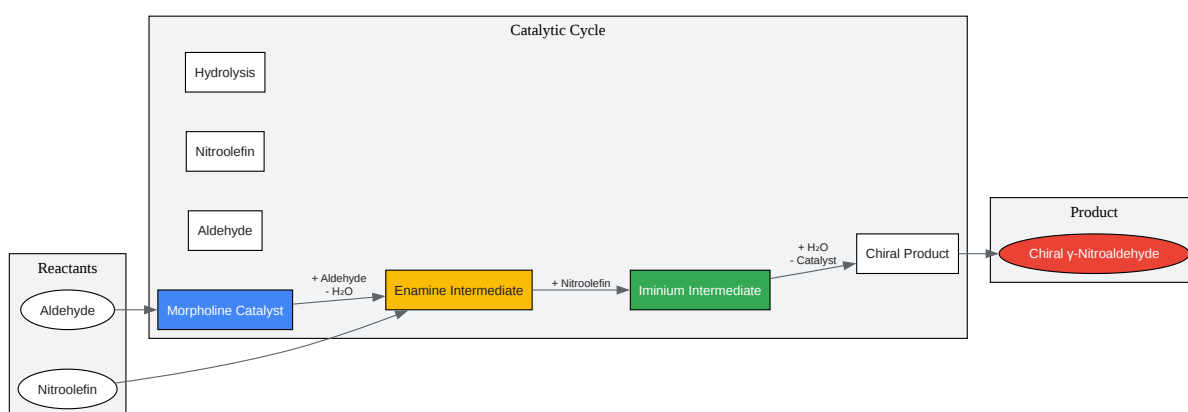 Catalytic Cycle
Hydrolysis
Nitroolefin
Aldehyde
Reactants
Aldehyde
Nitroolefin
Morpholine Catalyst
+ Aldehyde
- H₂O
Enamine Intermediate
+ Nitroolefin
Iminium Intermediate
+ H₂O
- Catalyst
Chiral Product
Product
Chiral γ-Nitroaldehyde